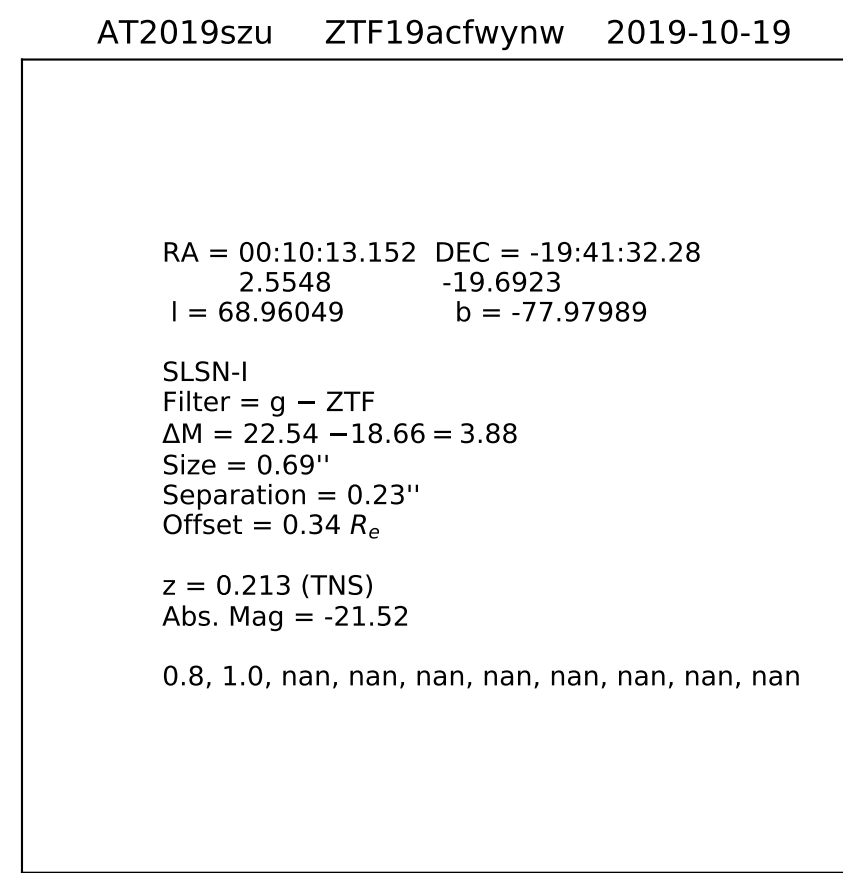 AT2019szu ZTF19acfwynw 2019-10-19
RA = 00:10:13.152 DEC = -19:41:32.28
2.5548 -19.6923
l = 68.96049 b = -77.97989
SLSN-I
Filter = g − ZTF
ΔM = 22.54 −18.66 = 3.88
Size = 0.69''
Separation = 0.23''
Offset = 0.34 Re
z = 0.213 (TNS)
Abs. Mag = -21.52
0.8, 1.0, nan, nan, nan, nan, nan, nan, nan, nan